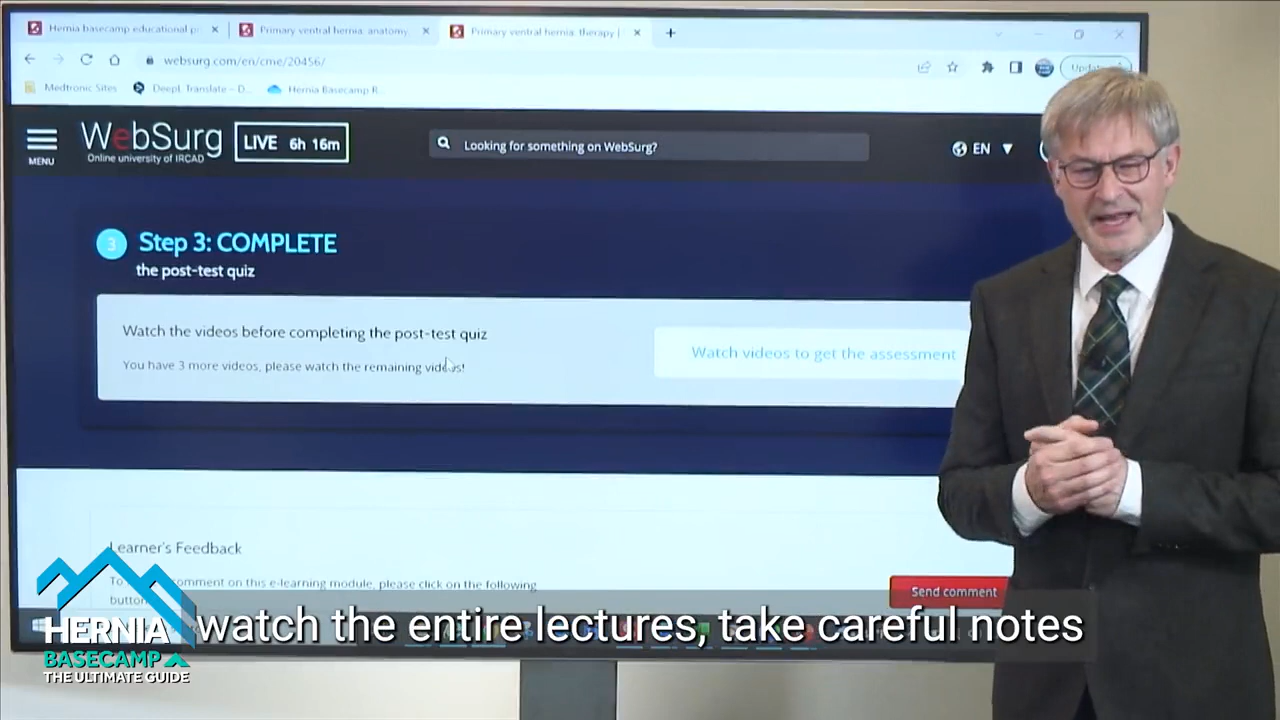 Hernia basecamp educational p
Primary ventral hernia: anatomy,
Primary ventral hernia: therapy |
websurg.com/en/cme/20456/
Update
Medtronic Sites
DeepL Translate – D...
Hernia Basecamp R...
MENU
WebSurg
Online university of IRCAD
LIVE 6h 16m
Looking for something on WebSurg?
EN
3
Step 3: COMPLETE
the post-test quiz
Watch the videos before completing the post-test quiz
You have 3 more videos, please watch the remaining videos!
Watch videos to get the assessment
Learner's Feedback
comment on this e-learning module, please click on the following
button
Send comment
watch the entire lectures, take careful notes
HERNIA
BASECAMP
THE ULTIMATE GUIDE